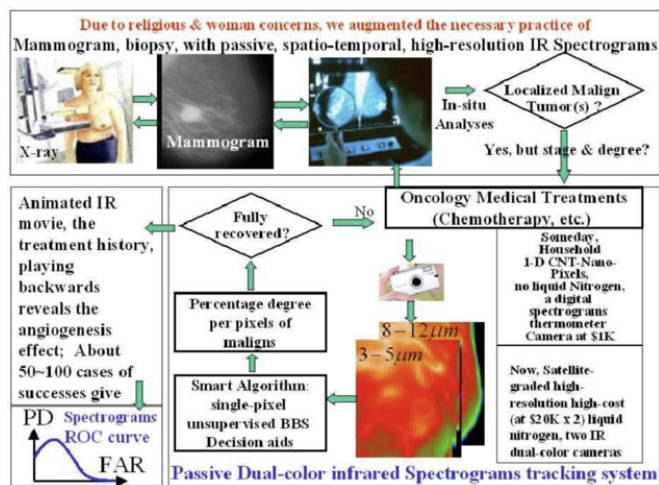 Due to religious & woman concerns, we augmented the necessary practice of
Mammogram, biopsy, with passive, spatio-temporal, high-resolution IR Spectrograms
X-ray
Mammogram
In-situ
Analyses
Localized Malign
Tumor(s) ?
Yes, but stage & degree?
Oncology Medical Treatments
(Chemotherapy, etc.)
Fully
recovered?
No
Animated IR
movie, the
treatment history,
playing
backwards
reveals the
angiogenesis
effect; About
50~100 cases of
successes give
PD
Spectrograms
ROC curve
FAR
Percentage degree
per pixels of
maligns
Smart Algorithm:
single-pixel
unsupervised BBS
Decision aids
8–12μm
3–5μm
Someday,
Household
1-D CNT-Nano-
Pixels,
no liquid Nitrogen,
a digital
spectrograms
thermometer
Camera at $1K
Now, Satellite-
graded high-
resolution high-cost
(at $20K x 2) liquid
nitrogen, two IR
dual-color cameras
Passive Dual-color infrared Spectrograms tracking system